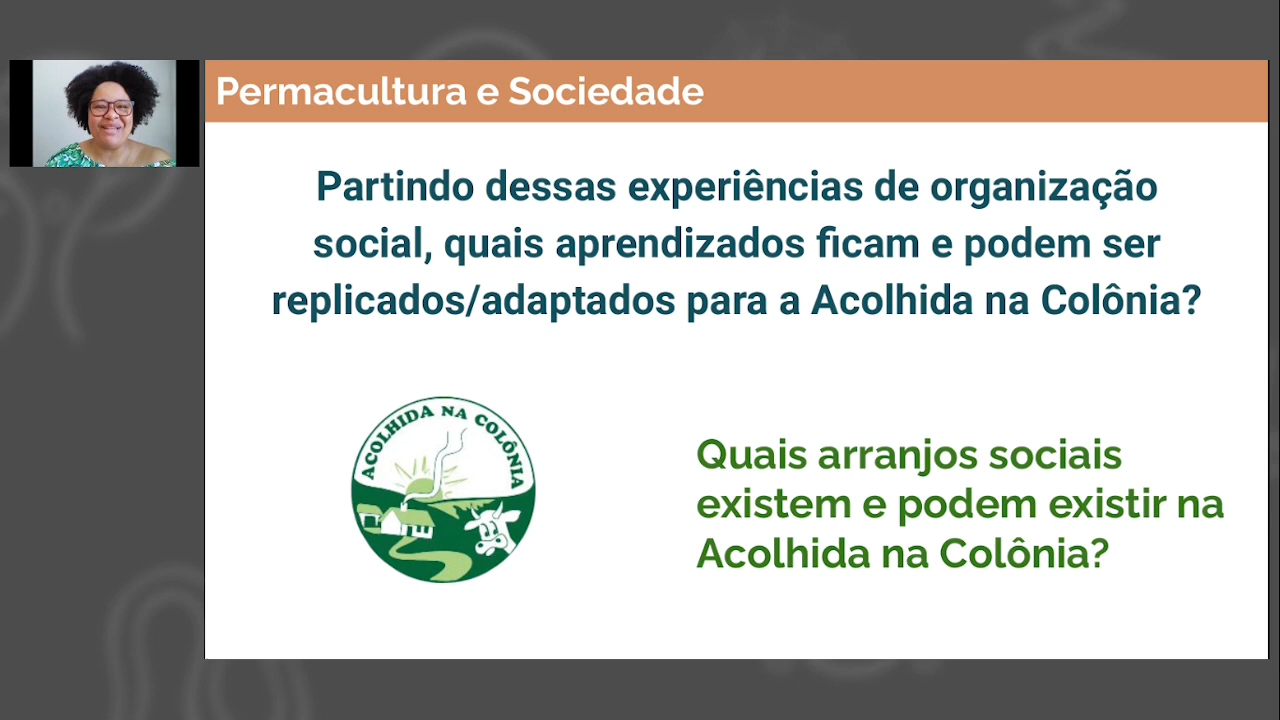 Permacultura e Sociedade
Partindo dessas experiências de organização
social, quais aprendizados ficam e podem ser
replicados/adaptados para a Acolhida na Colônia?
ACOLHIDA NA COLÔNIA
Quais arranjos sociais
existem e podem existir na
Acolhida na Colônia?